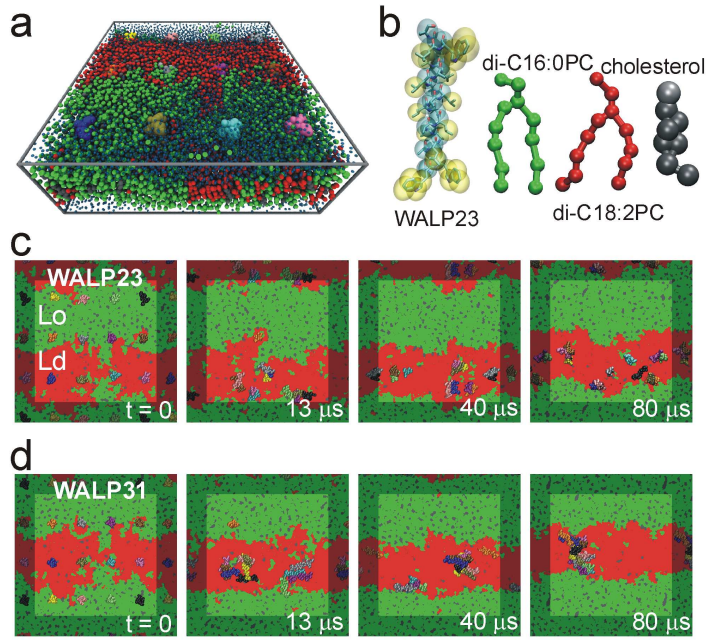 a
b
di-C16:0PC
cholesterol
WALP23
di-C18:2PC
c
WALP23
Lo
Ld
t = 0
13 µs
40 µs
80 µs
d
WALP31
t = 0
13 µs
40 µs
80 µs